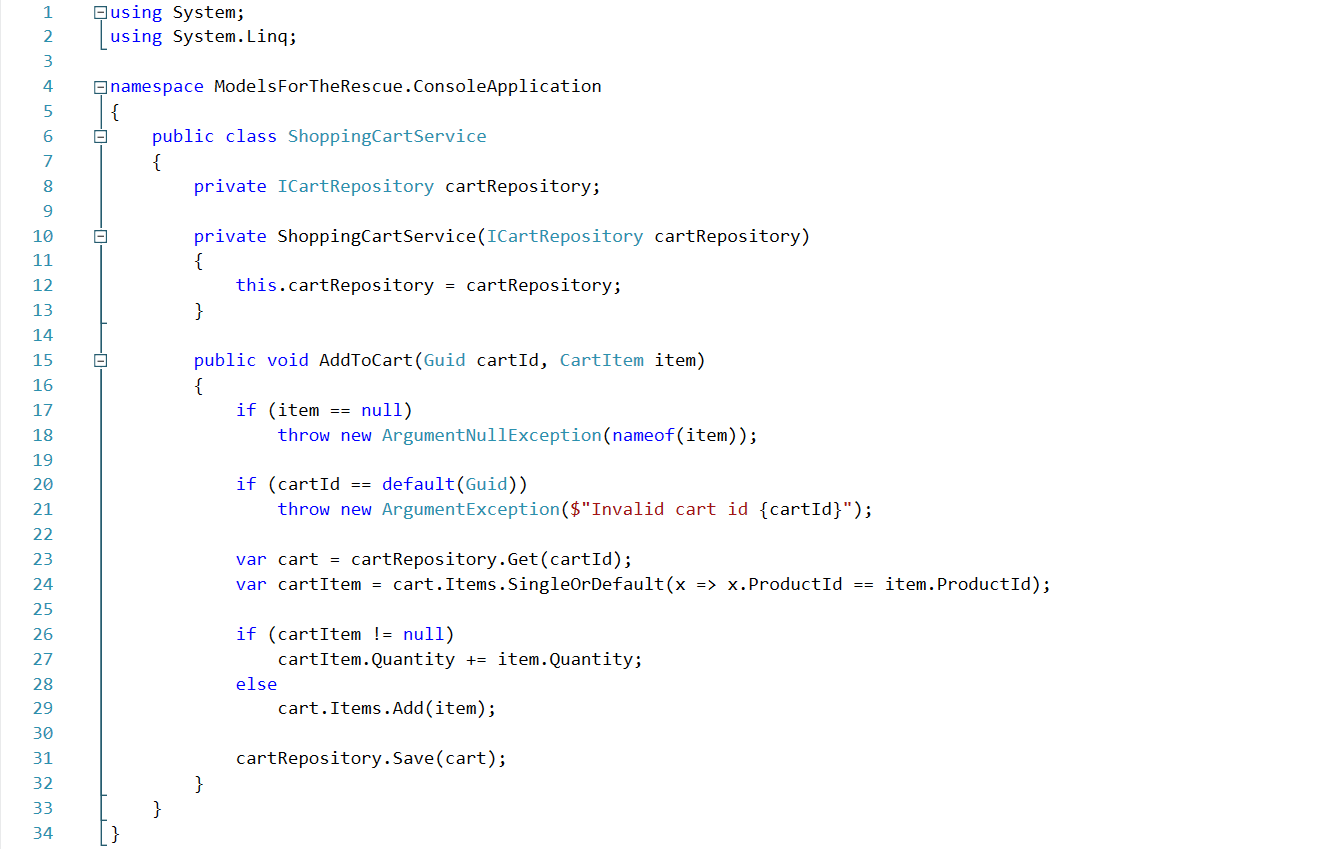 1 using System;
2 using System.Linq;
3
4 namespace ModelsForTheRescue.ConsoleApplication
5 {
6     public class ShoppingCartService
7     {
8         private ICartRepository cartRepository;
9
10         private ShoppingCartService(ICartRepository cartRepository)
11         {
12             this.cartRepository = cartRepository;
13         }
14
15         public void AddToCart(Guid cartId, CartItem item)
16         {
17             if (item == null)
18                 throw new ArgumentNullException(nameof(item));
19
20             if (cartId == default(Guid))
21                 throw new ArgumentException($"Invalid cart id {cartId}");
22
23             var cart = cartRepository.Get(cartId);
24             var cartItem = cart.Items.SingleOrDefault(x => x.ProductId == item.ProductId);
25
26             if (cartItem != null)
27                 cartItem.Quantity += item.Quantity;
28             else
29                 cart.Items.Add(item);
30
31             cartRepository.Save(cart);
32         }
33     }
34 }